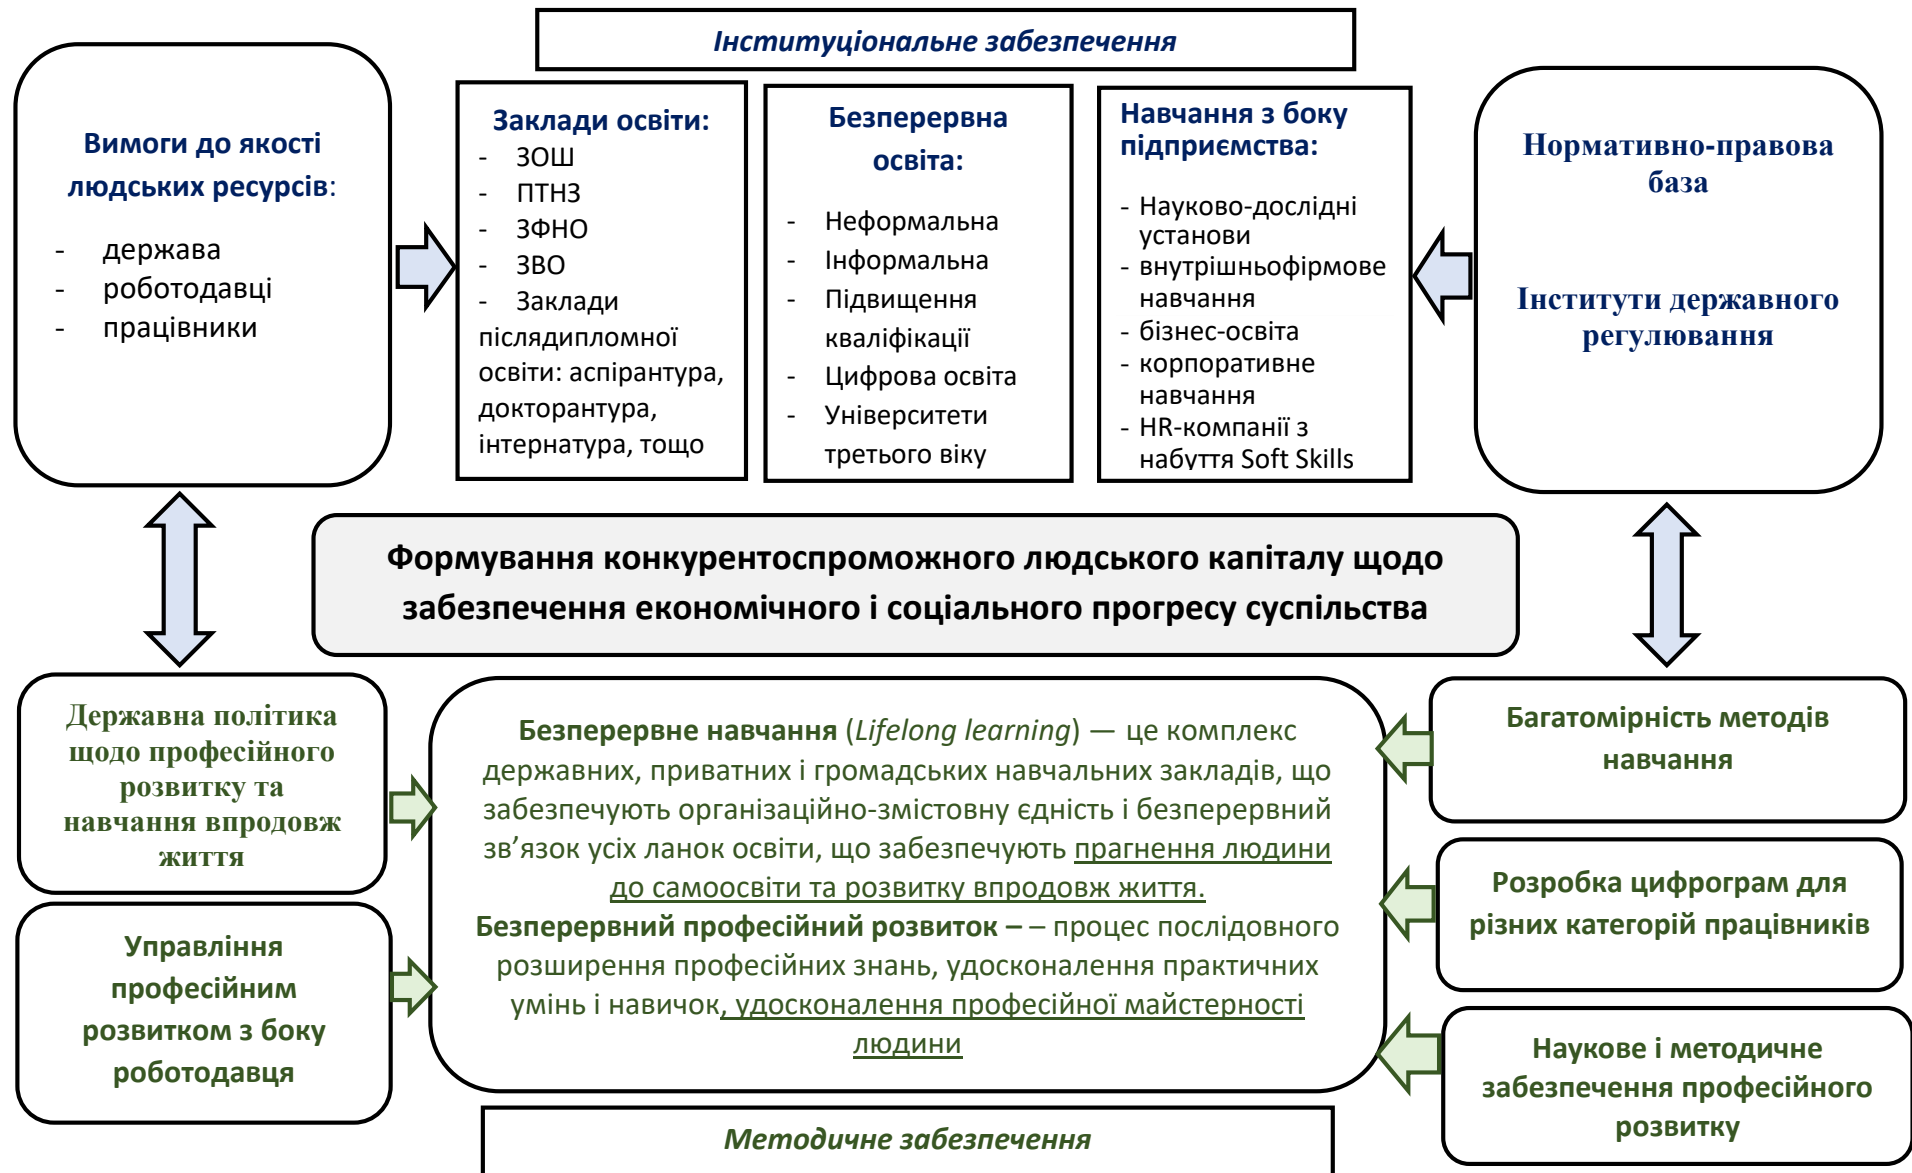 Інституціональне забезпечення
Вимоги до якості
людських ресурсів:
- держава
- роботодавці
- працівники
Заклади освіти:
- ЗОШ
- ПТНЗ
- ЗФНО
- ЗВО
- Заклади
післядипломної
освіти: аспірантура,
докторантура,
інтернатура, тощо
Безперервна
освіта:
- Неформальна
- Інформальна
- Підвищення
кваліфікації
- Цифрова освіта
- Університети
третього віку
Навчання з боку
підприємства:
- Науково-дослідні
установи
- внутрішньофірмове
навчання
- бізнес-освіта
- корпоративне
навчання
- HR-компанії з
набуття Soft Skills
Нормативно-правова
база
Інститути державного
регулювання
Формування конкурентоспроможного людського капіталу щодо
забезпечення економічного і соціального прогресу суспільства
Державна політика
щодо професійного
розвитку та
навчання впродовж
життя
Управління
професійним
розвитком з боку
роботодавця
Безперервне навчання (Lifelong learning) — це комплекс
державних, приватних і громадських навчальних закладів, що
забезпечують організаційно-змістовну єдність і безперервний
зв’язок усіх ланок освіти, що забезпечують прагнення людини
до самоосвіти та розвитку впродовж життя.
Безперервний професійний розвиток – – процес послідовного
розширення професійних знань, удосконалення практичних
умінь і навичок, удосконалення професійної майстерності
людини
Багатомірність методів
навчання
Розробка цифрограм для
різних категорій працівників
Наукове і методичне
забезпечення професійного
розвитку
Методичне забезпечення